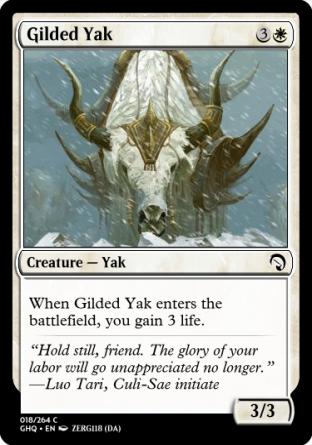 Gilded Yak 3
Creature — Yak
When Gilded Yak enters the
battlefield, you gain 3 life.
“Hold still, friend. The glory of your
labor will go unappreciated no longer.”
—Luo Tari, Culi-Sae initiate
3/3
018/264 C
GHQ • EN ZERG118 (DA)